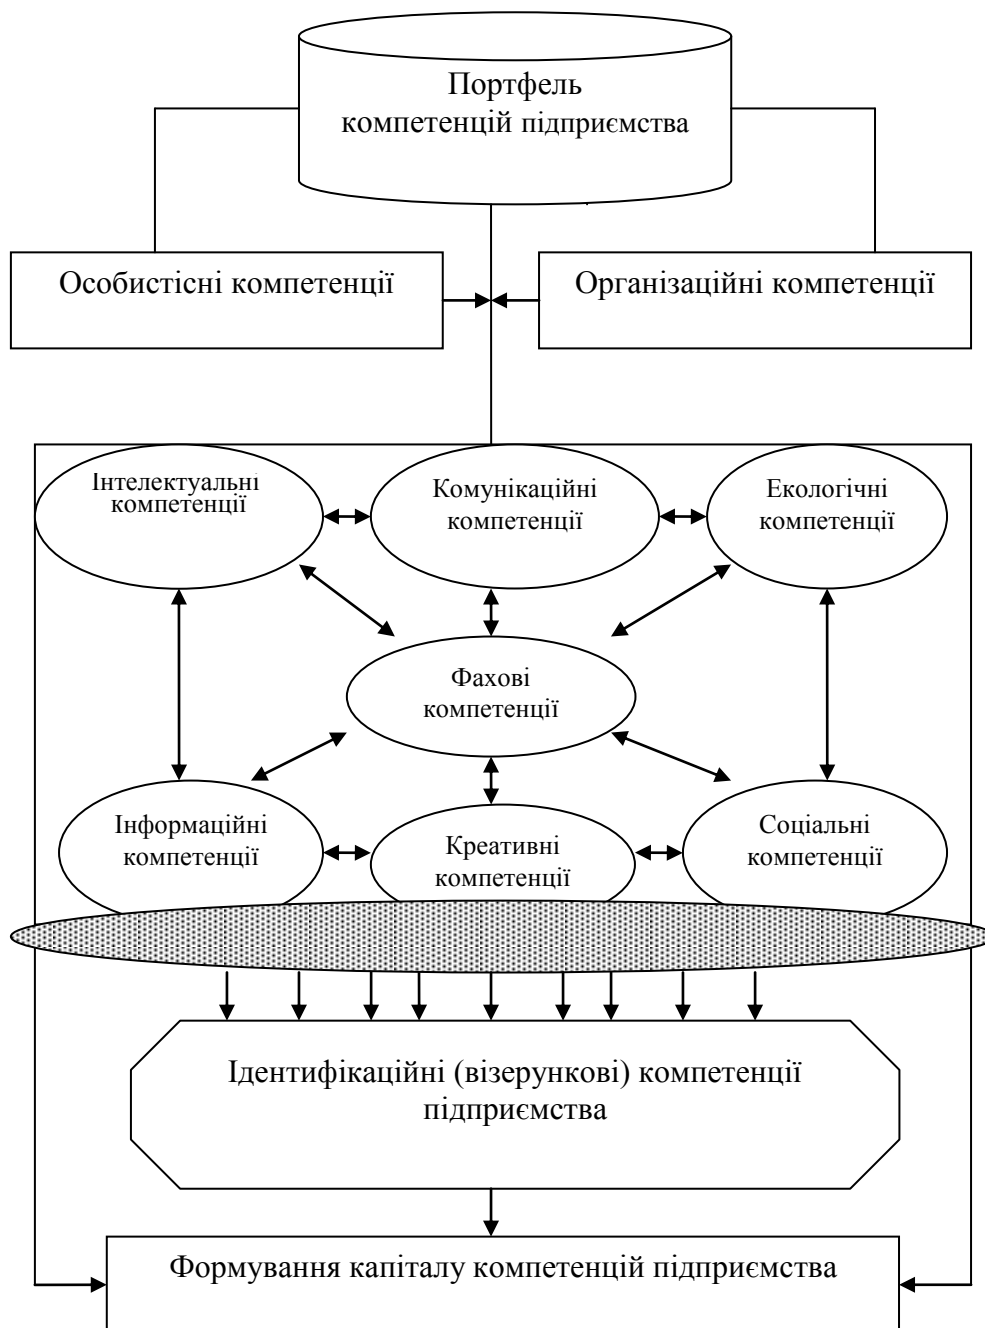 Портфель
компетенцій підприємства
Особистісні компетенції
Організаційні компетенції
Інтелектуальні
компетенції
Комунікаційні
компетенції
Екологічні
компетенції
Фахові
компетенції
Інформаційні
компетенції
Креативні
компетенції
Соціальні
компетенції
Ідентифікаційні (візерункові) компетенції
підприємства
Формування капіталу компетенцій підприємства